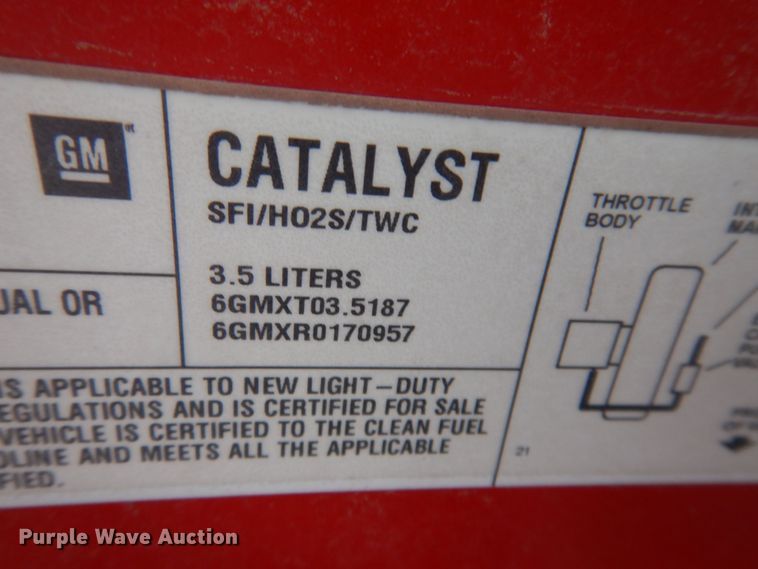 GM
CATALYST
SFI/HO2S/TWC
3.5 LITERS
6GMXT03.5187
6GMXR0170957
UAL OR
IS APPLICABLE TO NEW LIGHT-DUTY
EGULATIONS AND IS CERTIFIED FOR SALE
VEHICLE IS CERTIFIED TO THE CLEAN FUEL
OLINE AND MEETS ALL THE APPLICABLE
FIED.
THROTTLE
BODY
INT
MA
21
Purple Wave Auction